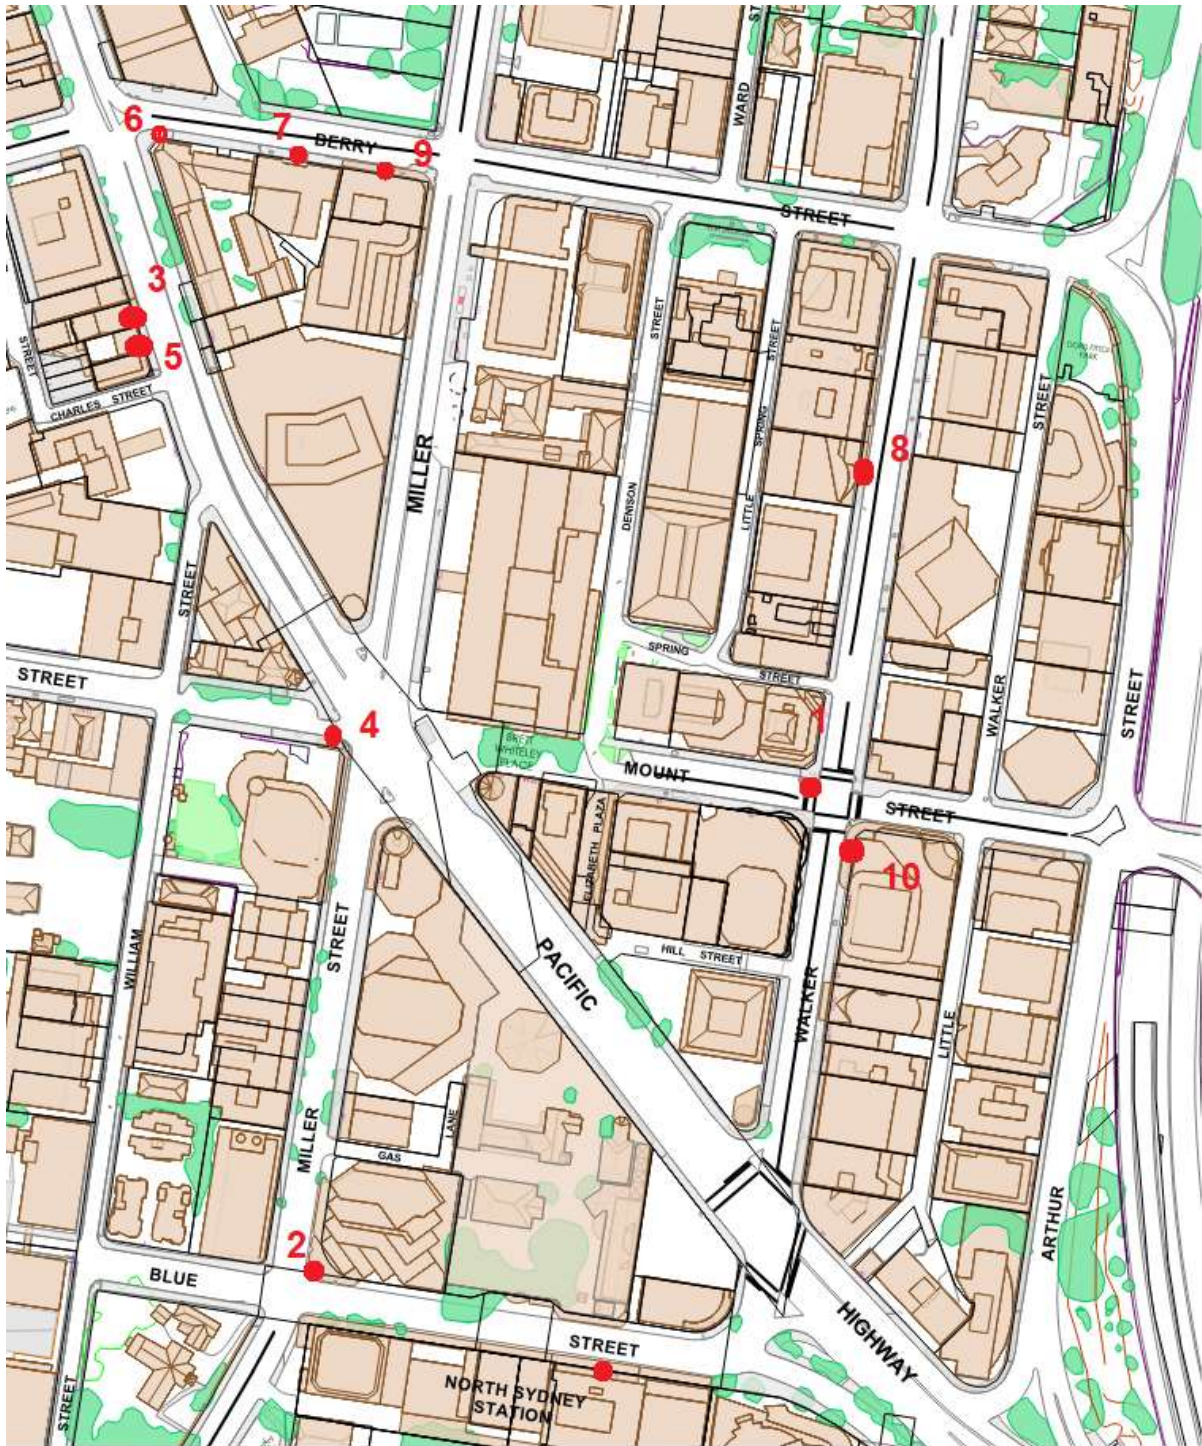 ST
WARD
6
7
BERRY
9
STREET
3
5
STREET
CHARLES STREET
STREET
STREET
SPRING
LITTLE
MILLER
DENISON
8
STREET
STREET
SPRING
STREET
STREET
WALKER
STREET
1
4
BRETT
WHITELEY
PLACE
MOUNT
STREET
ELIZABETH PLAZA
10
WILLIAM
STREET
HILL STREET
PACIFIC
WALKER
LITTLE
MILLER
LANE
GAS
ARTHUR
2
BLUE
STREET
HIGHWAY
NORTH SYDNEY
STATION
STREET